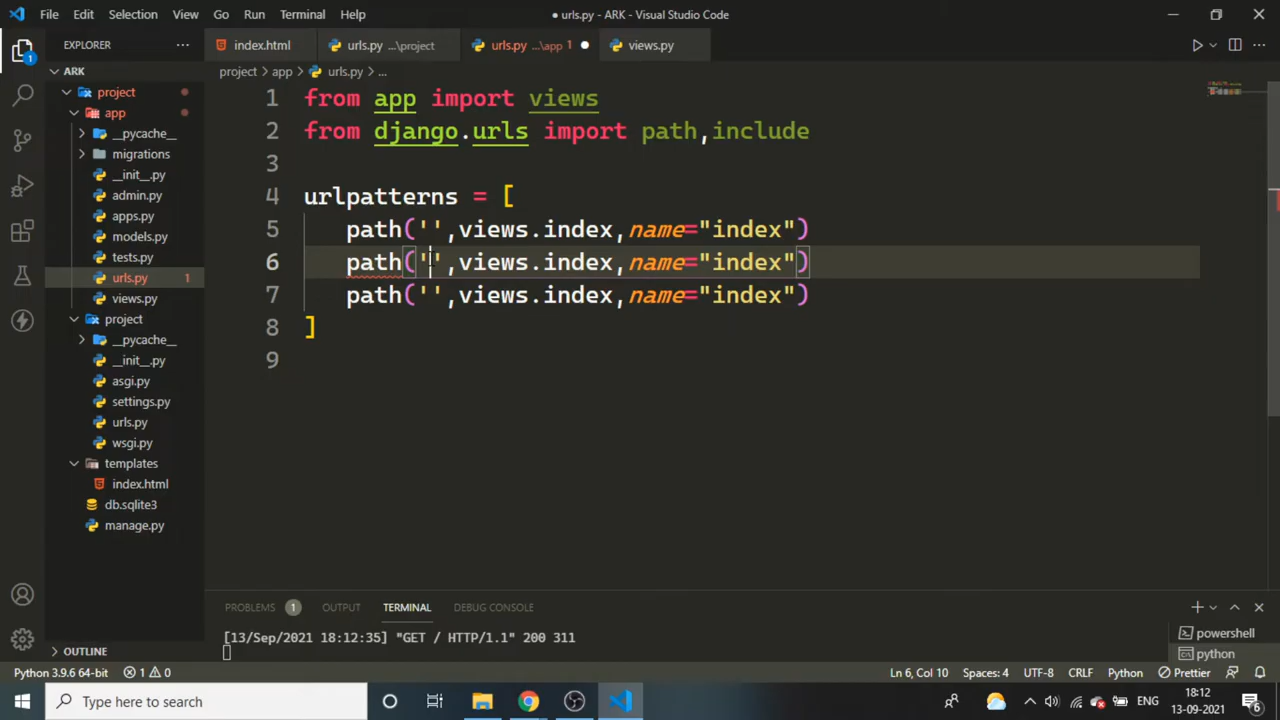 File Edit Selection View Go Run Terminal Help
● urls.py - ARK - Visual Studio Code
EXPLORER
index.html
urls.py ...\project
urls.py ...\app 1
views.py
ARK
project
app
__pycache__
migrations
__init__.py
admin.py
apps.py
models.py
tests.py
urls.py 1
views.py
project
__pycache__
__init__.py
asgi.py
settings.py
urls.py
wsgi.py
templates
index.html
db.sqlite3
manage.py
OUTLINE
project > app > urls.py > ...
1 from app import views
2 from django.urls import path,include
3
4 urlpatterns = [
5 path('',views.index,name="index")
6 path('',views.index,name="index")
7 path('',views.index,name="index")
8 ]
9
PROBLEMS 1 OUTPUT TERMINAL DEBUG CONSOLE
[13/Sep/2021 18:12:35] "GET / HTTP/1.1" 200 311
powershell
python
Python 3.9.6 64-bit 1 0
Ln 6, Col 10 Spaces: 4 UTF-8 CRLF Python Prettier
Type here to search
ENG
18:12
13-09-2021
6
1